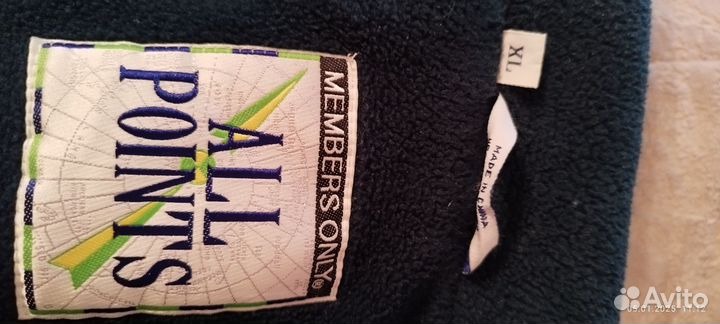 MEMBERS ONLY®
ALL
POINTS
XL
MADE IN CHINA
Avito